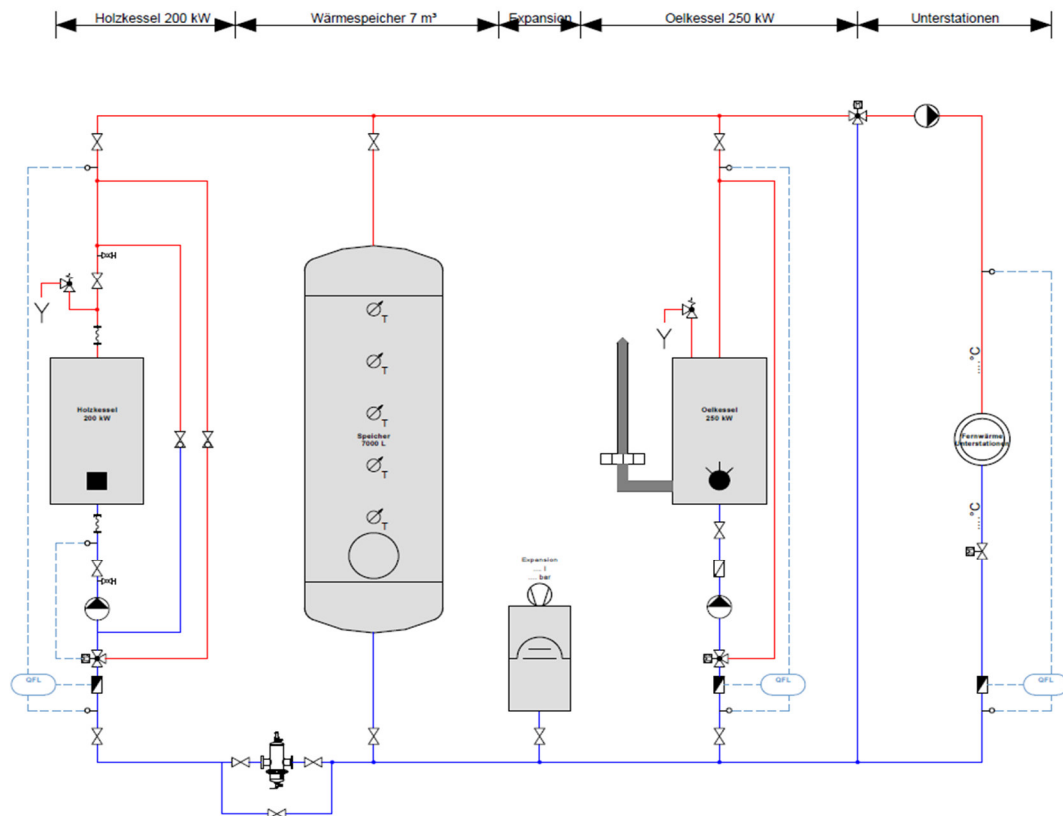 Holzkessel 200 kW
Wärmespeicher 7 m³
Expansion
Oelkessel 250 kW
Unterstationen
M
T
T
T
T
T
Holzkessel
200 kW
Speicher
7000 L
Oelkessel
250 kW
.... °C
Fernwärme
Unterstationen
.... °C
Expansion
.... l
.... bar
QFL
QFL
QFL